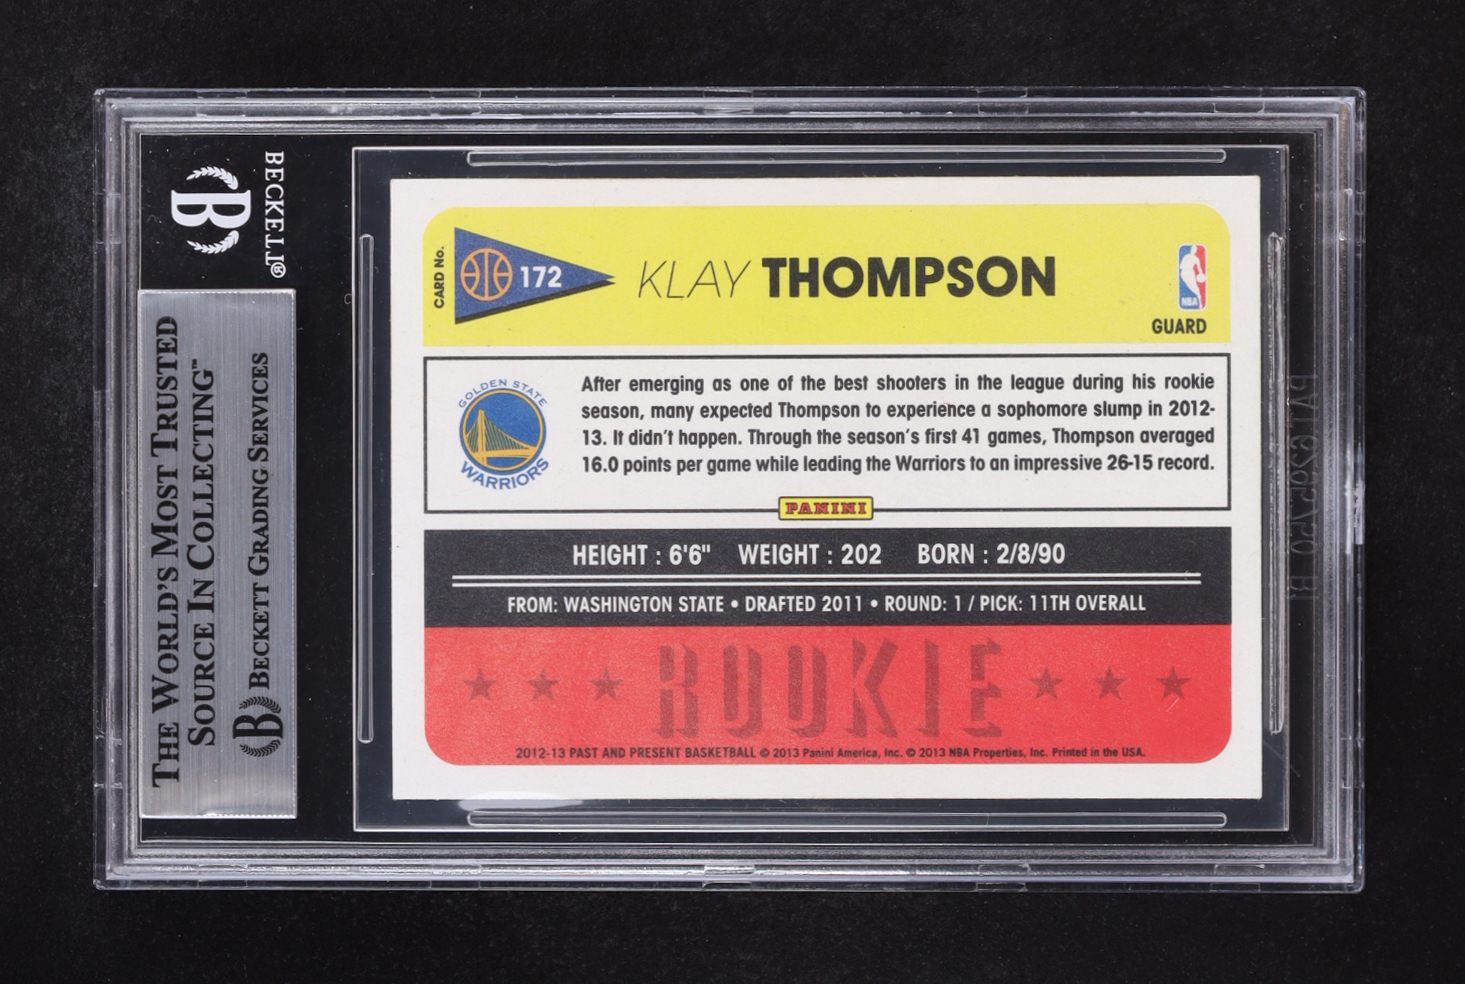 BECKETT®
B
THE WORLD'S MOST TRUSTED
SOURCE IN COLLECTING™
B BECKETT GRADING SERVICES
CARD No.
172
KLAY THOMPSON
NBA
GUARD
GOLDEN STATE
WARRIORS
After emerging as one of the best shooters in the league during his rookie
season, many expected Thompson to experience a sophomore slump in 2012-
13. It didn't happen. Through the season's first 41 games, Thompson averaged
16.0 points per game while leading the Warriors to an impressive 26-15 record.
PANINI
HEIGHT : 6'6" WEIGHT : 202 BORN : 2/8/90
FROM: WASHINGTON STATE • DRAFTED 2011 • ROUND: 1 / PICK: 11TH OVERALL
ROOKIE
2012-13 PAST AND PRESENT BASKETBALL © 2013 Panini America, Inc. © 2013 NBA Properties, Inc. Printed in the USA.